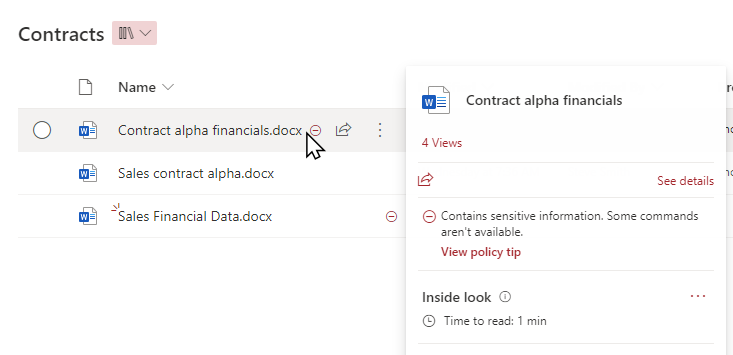 Contracts
Name
Contract alpha financials.docx
Sales contract alpha.docx
Sales Financial Data.docx
Contract alpha financials
4 Views
See details
Contains sensitive information. Some commands
aren't available.
View policy tip
Inside look
Time to read: 1 min